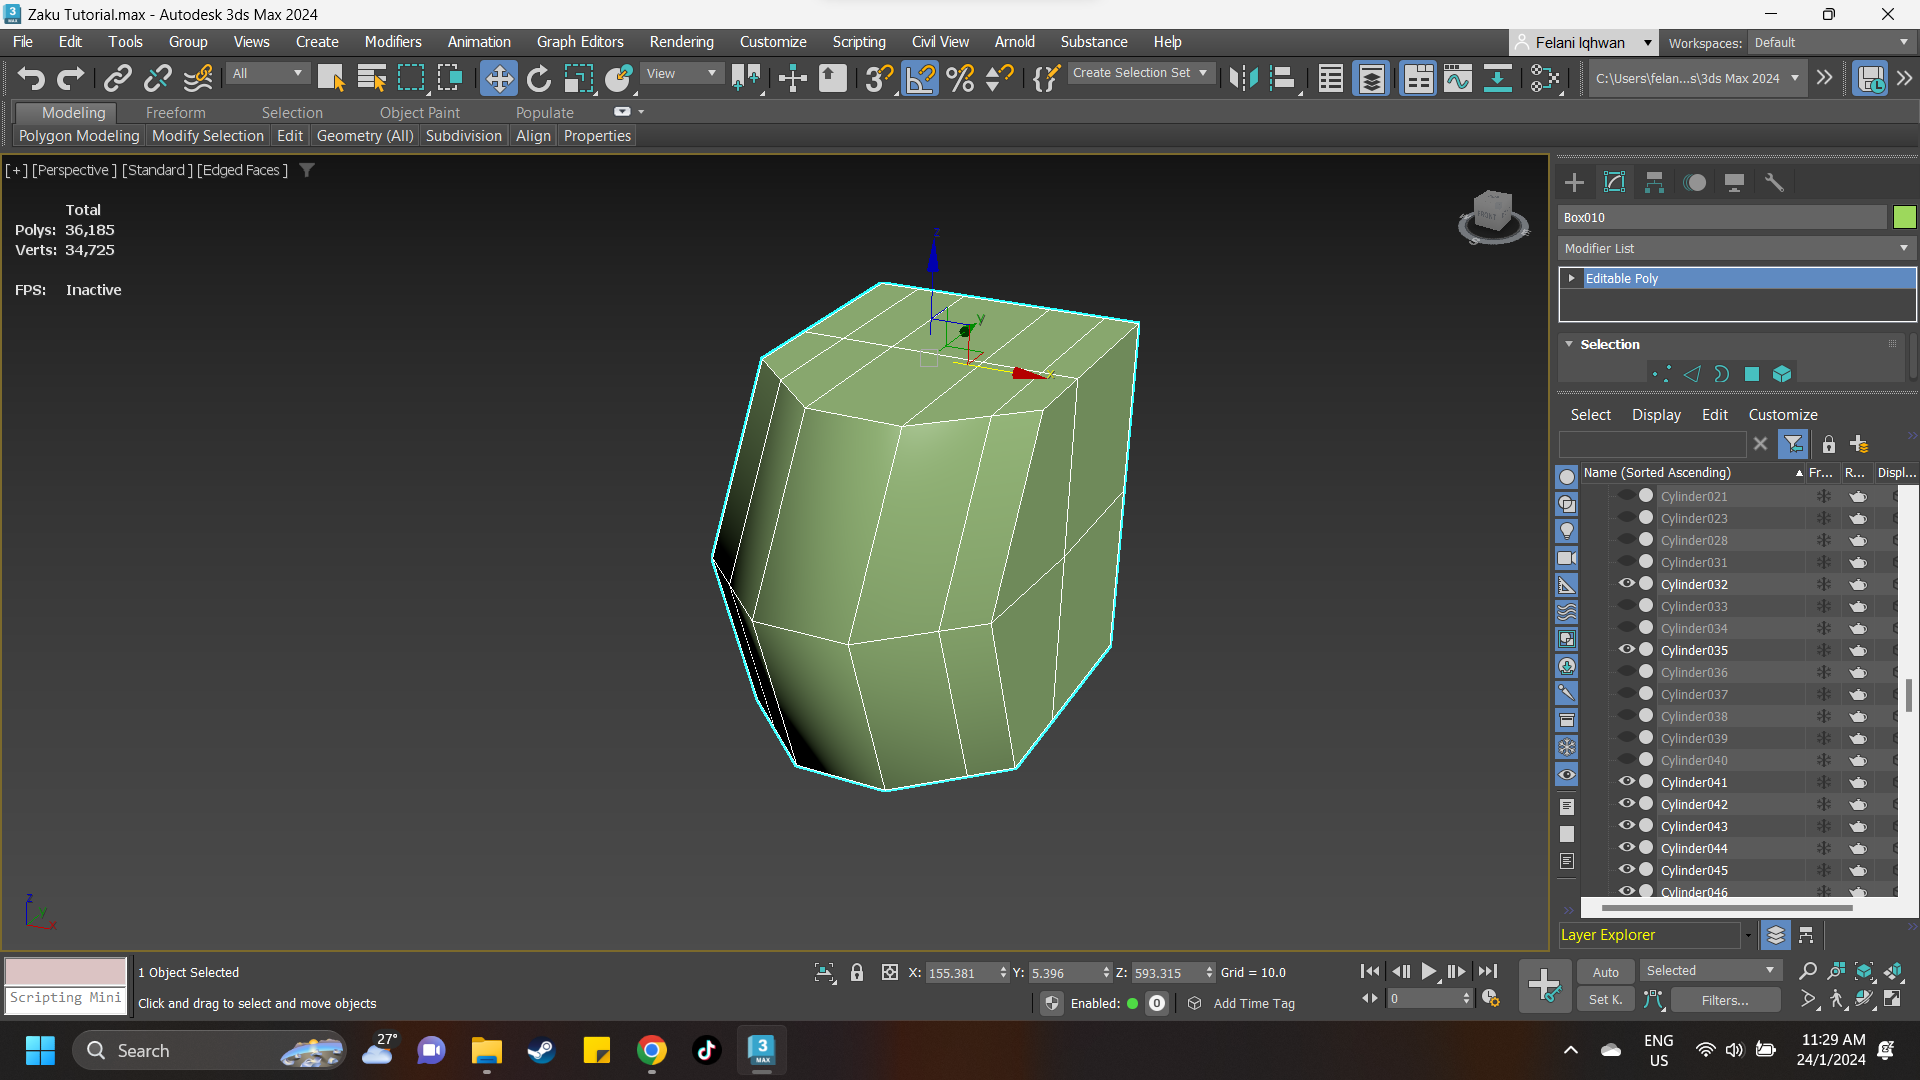 Zaku Tutorial.max - Autodesk 3ds Max 2024
File Edit Tools Group Views Create Modifiers Animation Graph Editors Rendering Customize Scripting Civil View Arnold Substance Help
Felani Iqhwan Workspaces: Default
All View Create Selection Set C:\Users\felan...s\3ds Max 2024
Modeling Freeform Selection Object Paint Populate
Polygon Modeling Modify Selection Edit Geometry (All) Subdivision Align Properties
[+] [Perspective ] [Standard ] [Edged Faces ]
Total
Polys: 36,185
Verts: 34,725
FPS: Inactive
z
y
x
FRONT
S
Box010
Modifier List
Editable Poly
Selection
Select Display Edit Customize
Name (Sorted Ascending) Fr... R... Displ...
Cylinder021
Cylinder023
Cylinder028
Cylinder031
Cylinder032
Cylinder033
Cylinder034
Cylinder035
Cylinder036
Cylinder037
Cylinder038
Cylinder039
Cylinder040
Cylinder041
Cylinder042
Cylinder043
Cylinder044
Cylinder045
Cylinder046
z
y
x
Layer Explorer
Scripting Mini
1 Object Selected
Click and drag to select and move objects
X: 155.381 Y: 5.396 Z: 593.315 Grid = 10.0
Enabled: 0 Add Time Tag
0
Auto Selected
Set K. Filters...
Search
27°
3
MAX
ENG
US
11:29 AM
24/1/2024